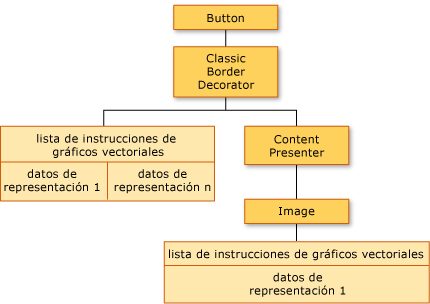 Button
Classic
Border
Decorator
lista de instrucciones de
gráficos vectoriales
datos de
representación 1
datos de
representación n
Content
Presenter
Image
lista de instrucciones de gráficos vectoriales
datos de
representación 1